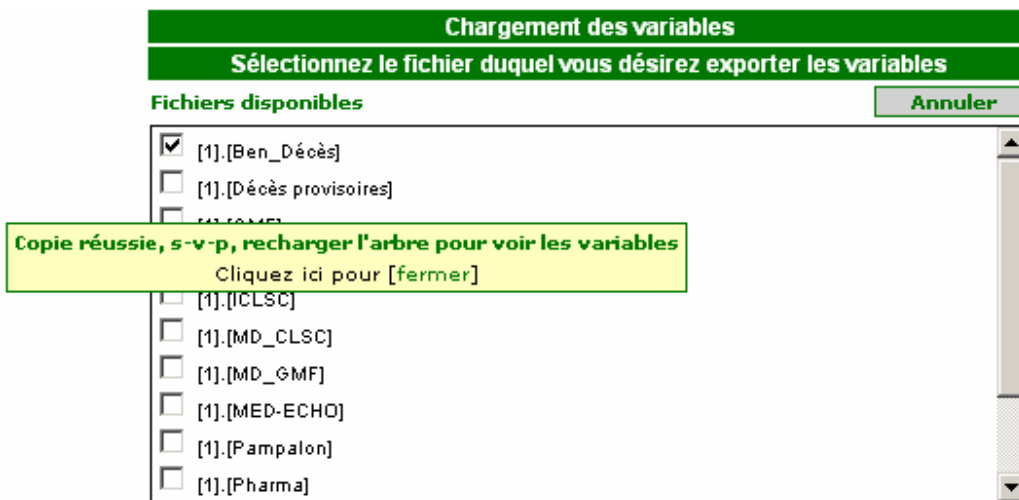 Chargement des variables
Sélectionnez le fichier duquel vous désirez exporter les variables
Fichiers disponibles
Annuler
[1].[Ben_Décès]
[1].[Décès provisoires]
Copie réussie, s-v-p, recharger l'arbre pour voir les variables
Cliquez ici pour [fermer]
[1].[ICLSC]
[1].[MD_CLSC]
[1].[MD_GMF]
[1].[MED-ECHO]
[1].[Pampalon]
[1].[Pharma]